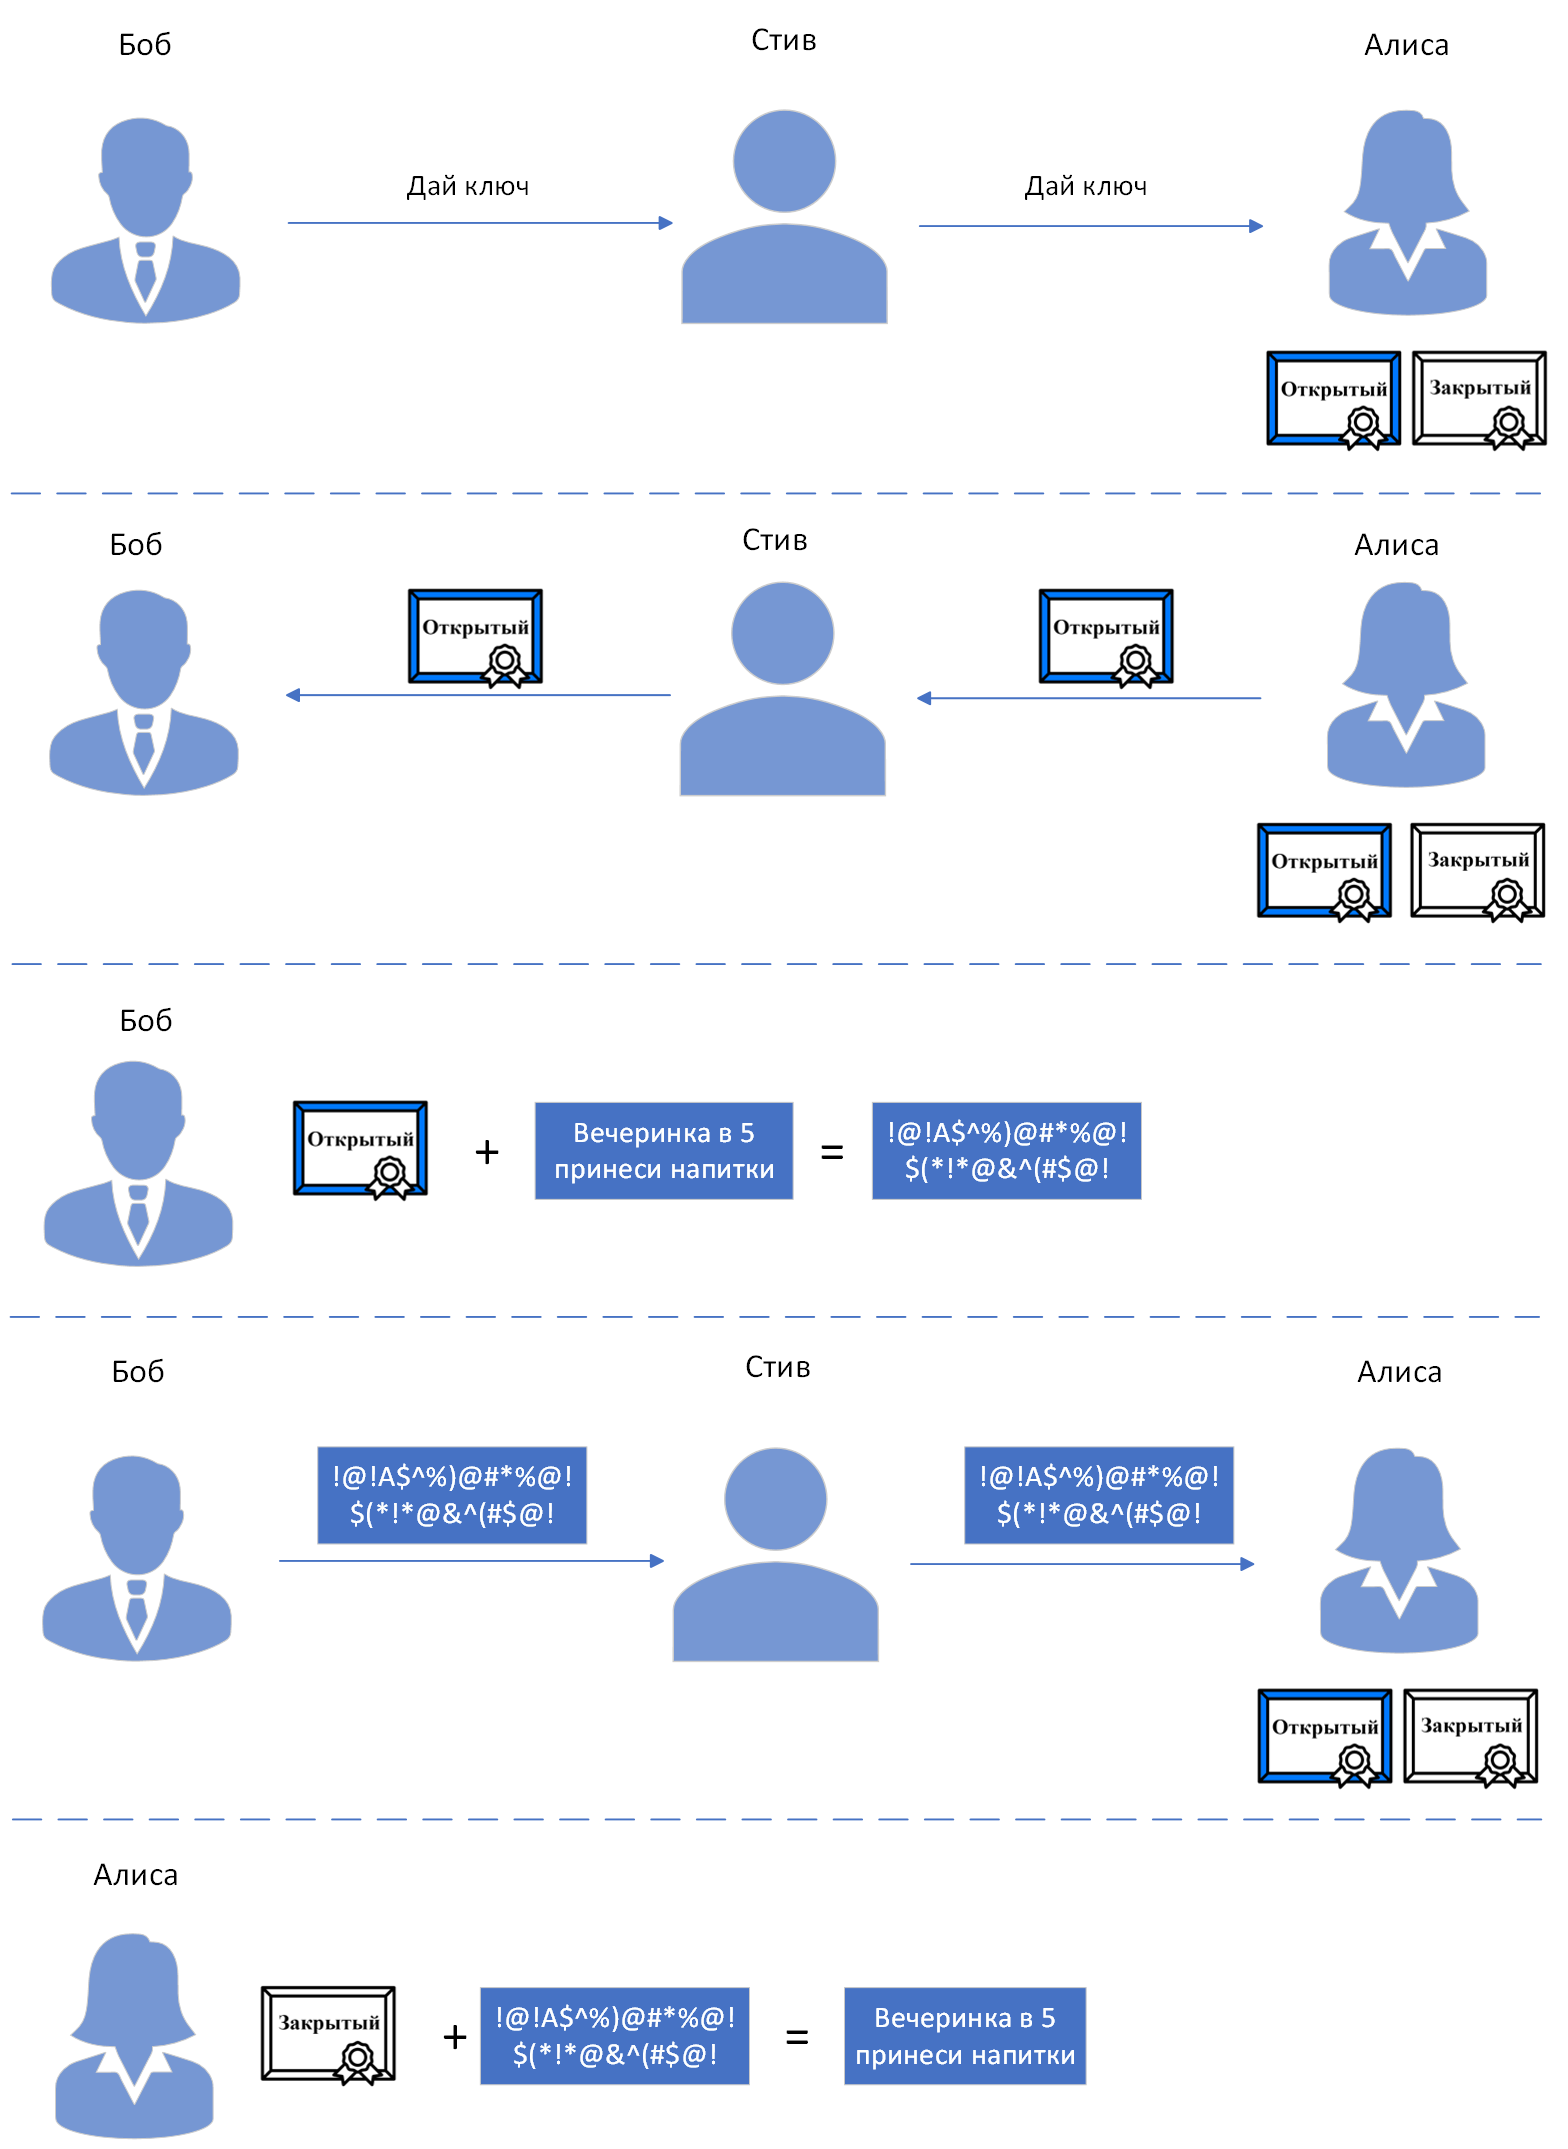 Боб
Стив
Алиса
Дай ключ
Дай ключ
Открытый
Закрытый
Боб
Стив
Алиса
Открытый
Открытый
Открытый
Закрытый
Боб
Открытый
+
Вечеринка в 5
принеси напитки
=
!@!A$^%)@#*%@!
$(*!*@&^(#$@!
Боб
Стив
Алиса
!@!A$^%)@#*%@!
$(*!*@&^(#$@!
!@!A$^%)@#*%@!
$(*!*@&^(#$@!
Открытый
Закрытый
Алиса
Закрытый
+
!@!A$^%)@#*%@!
$(*!*@&^(#$@!
=
Вечеринка в 5
принеси напитки